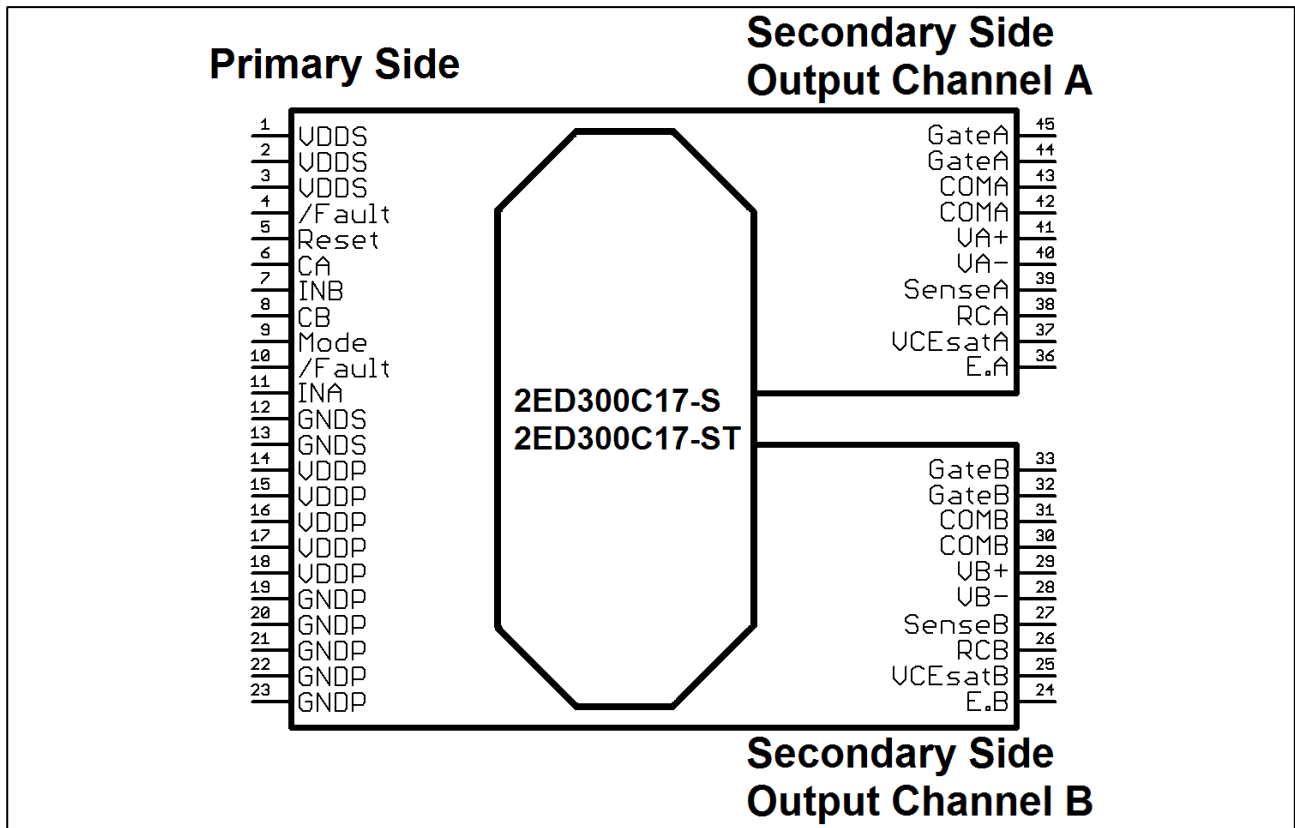 Primary Side
Secondary Side
Output Channel A
1 VDDS
2 VDDS
3 VDDS
4 /Fault
5 Reset
6 CA
7 INB
8 CB
9 Mode
10 /Fault
11 INA
12 GNDS
13 GNDS
14 VDDP
15 VDDP
16 VDDP
17 VDDP
18 VDDP
19 GNDP
20 GNDP
21 GNDP
22 GNDP
23 GNDP
2ED300C17-S
2ED300C17-ST
GateA 45
GateA 44
COMA 43
COMA 42
VA+ 41
VA- 40
SenseA 39
RCA 38
VCEsatA 37
E.A 36
GateB 33
GateB 32
COMB 31
COMB 30
VB+ 29
VB- 28
SenseB 27
RCB 26
VCEsatB 25
E.B 24
Secondary Side
Output Channel B